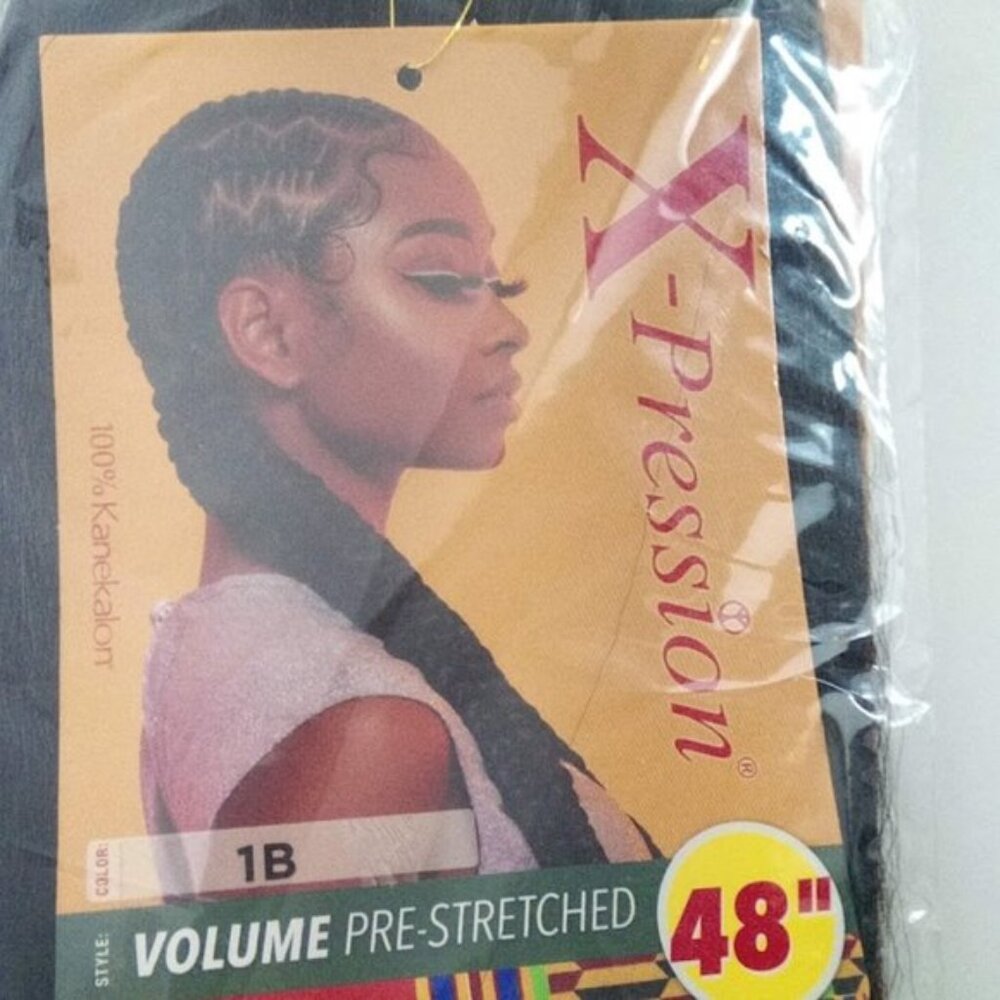 X-Pression®
100% Kanekalon
COLOR: 1B
STYLE: VOLUME PRE-STRETCHED
48"